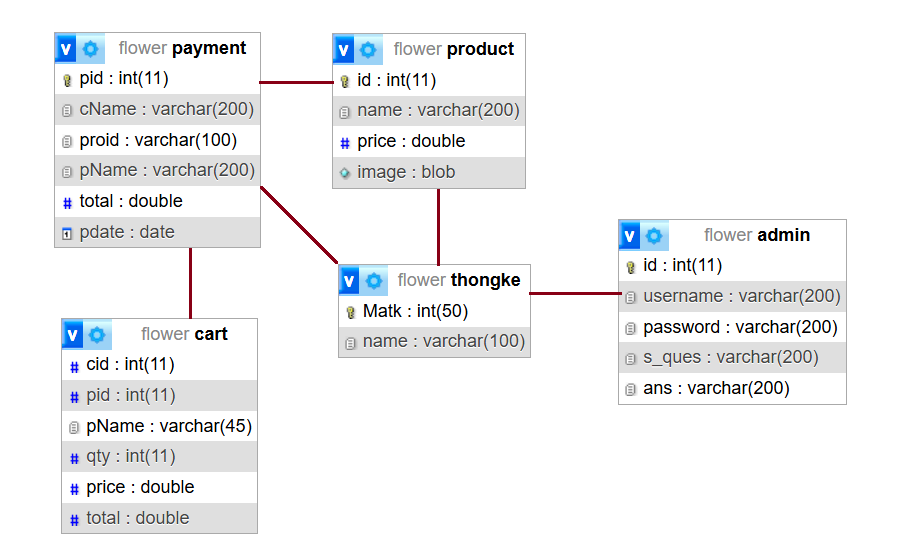 v flower payment
pid : int(11)
cName : varchar(200)
proid : varchar(100)
pName : varchar(200)
# total : double
pdate : date
v flower product
id : int(11)
name : varchar(200)
# price : double
image : blob
v flower thongke
Matk : int(50)
name : varchar(100)
v flower admin
id : int(11)
username : varchar(200)
password : varchar(200)
s_ques : varchar(200)
ans : varchar(200)
v flower cart
# cid : int(11)
# pid : int(11)
pName : varchar(45)
# qty : int(11)
# price : double
# total : double